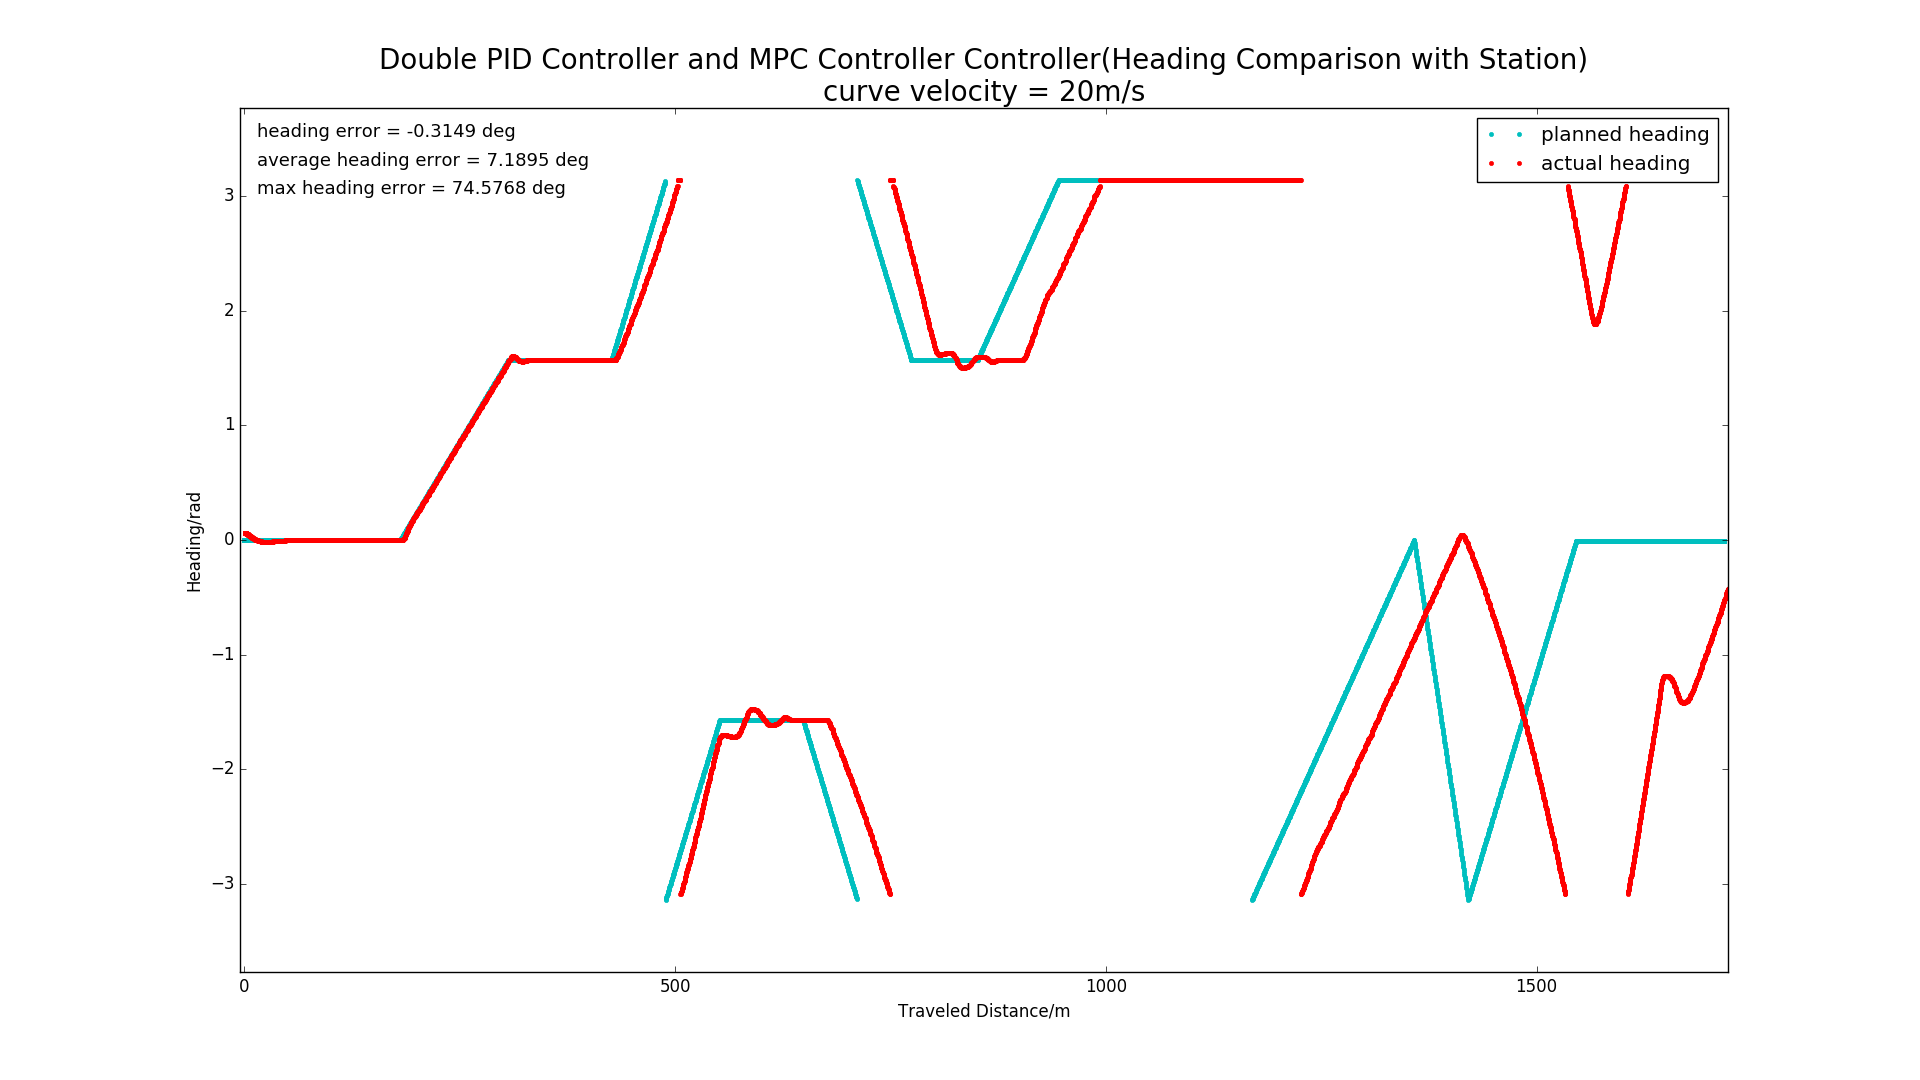 Double PID Controller and MPC Controller Controller(Heading Comparison with Station)
curve velocity = 20m/s
heading error = -0.3149 deg
average heading error = 7.1895 deg
max heading error = 74.5768 deg
planned heading
actual heading
3
2
1
0
−1
−2
−3
Heading/rad
0
500
1000
1500
Traveled Distance/m